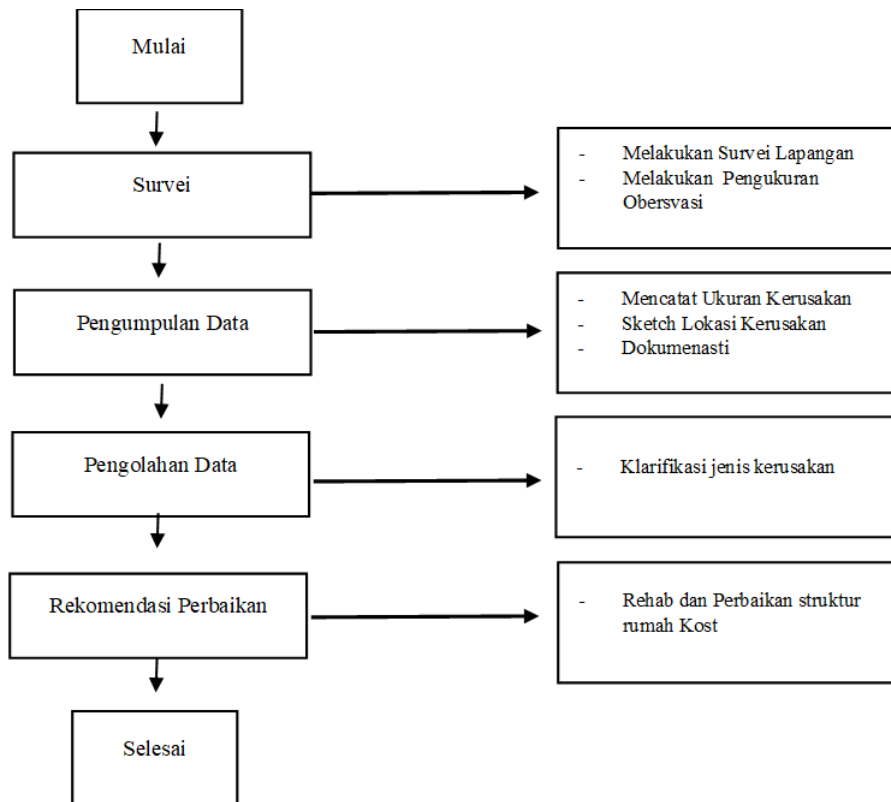 Mulai
Survei
- Melakukan Survei Lapangan
- Melakukan Pengukuran
Obersvasi
Pengumpulan Data
- Mencatat Ukuran Kerusakan
- Sketch Lokasi Kerusakan
- Dokumenasti
Pengolahan Data
- Klarifikasi jenis kerusakan
Rekomendasi Perbaikan
- Rehab dan Perbaikan struktur
rumah Kost
Selesai